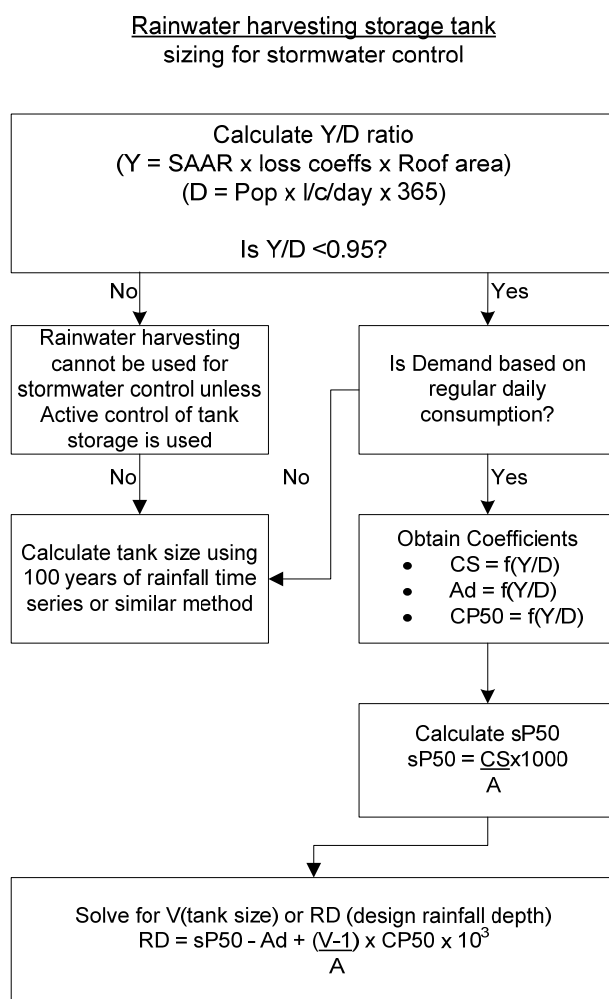 Rainwater harvesting storage tank
sizing for stormwater control
Calculate Y/D ratio
(Y = SAAR x loss coeffs x Roof area)
(D = Pop x l/c/day x 365)
Is Y/D <0.95?
No
Yes
Rainwater harvesting
cannot be used for
stormwater control unless
Active control of tank
storage is used
Is Demand based on
regular daily
consumption?
No
No
Yes
Calculate tank size using
100 years of rainfall time
series or similar method
Obtain Coefficients
• CS = f(Y/D)
• Ad = f(Y/D)
• CP50 = f(Y/D)
Calculate sP50
sP50 = CSx1000
A
Solve for V(tank size) or RD (design rainfall depth)
RD = sP50 - Ad + (V-1) x CP50 x 10³
A